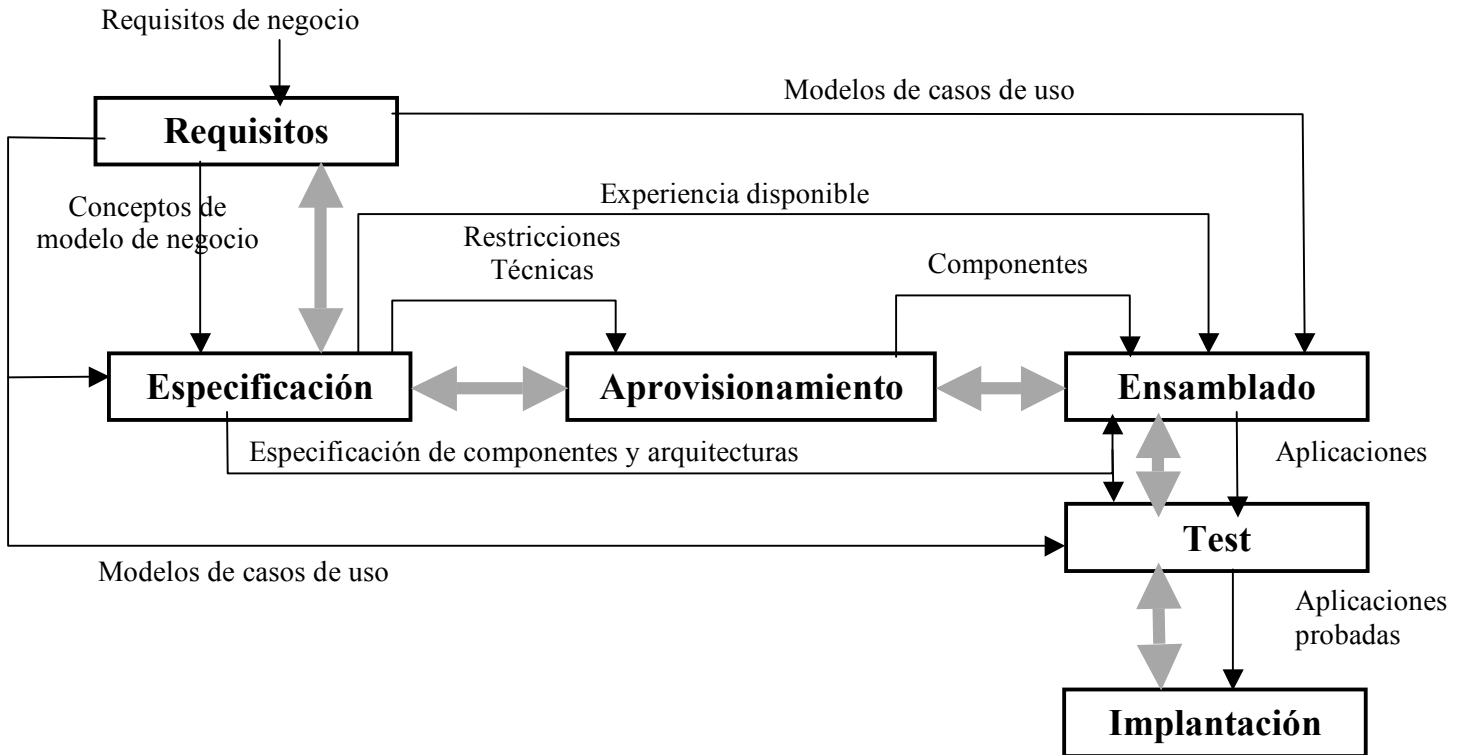 Requisitos de negocio
Modelos de casos de uso
Requisitos
Experiencia disponible
Conceptos de
modelo de negocio
Restricciones
Técnicas
Componentes
Especificación
Aprovisionamiento
Ensamblado
Especificación de componentes y arquitecturas
Aplicaciones
Test
Modelos de casos de uso
Aplicaciones
probadas
Implantación